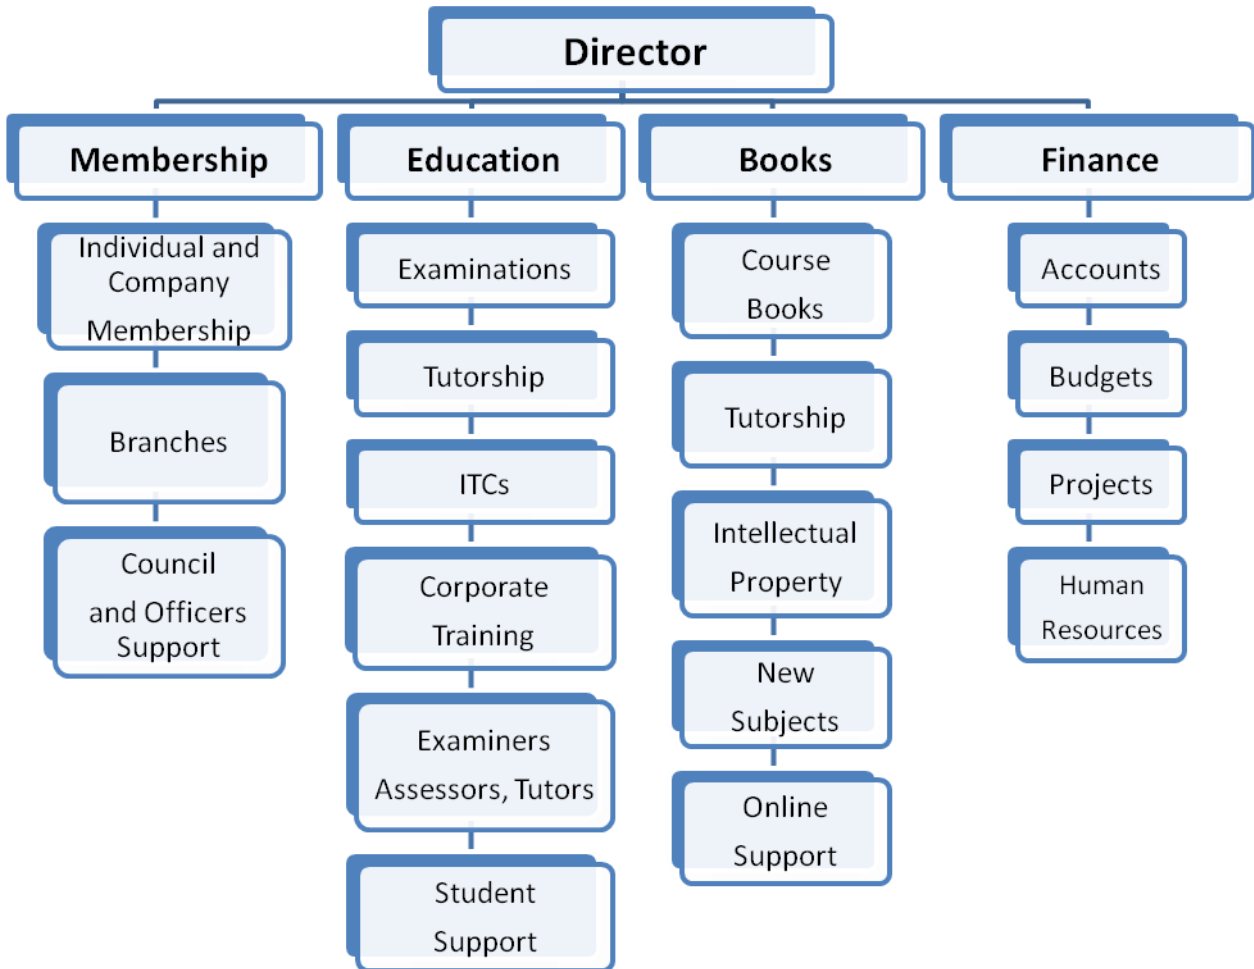 Director
Membership
Education
Books
Finance
Individual and
Company
Membership
Branches
Council
and Officers
Support
Examinations
Tutorship
ITCs
Corporate
Training
Examiners
Assessors, Tutors
Student
Support
Course
Books
Tutorship
Intellectual
Property
New
Subjects
Online
Support
Accounts
Budgets
Projects
Human
Resources